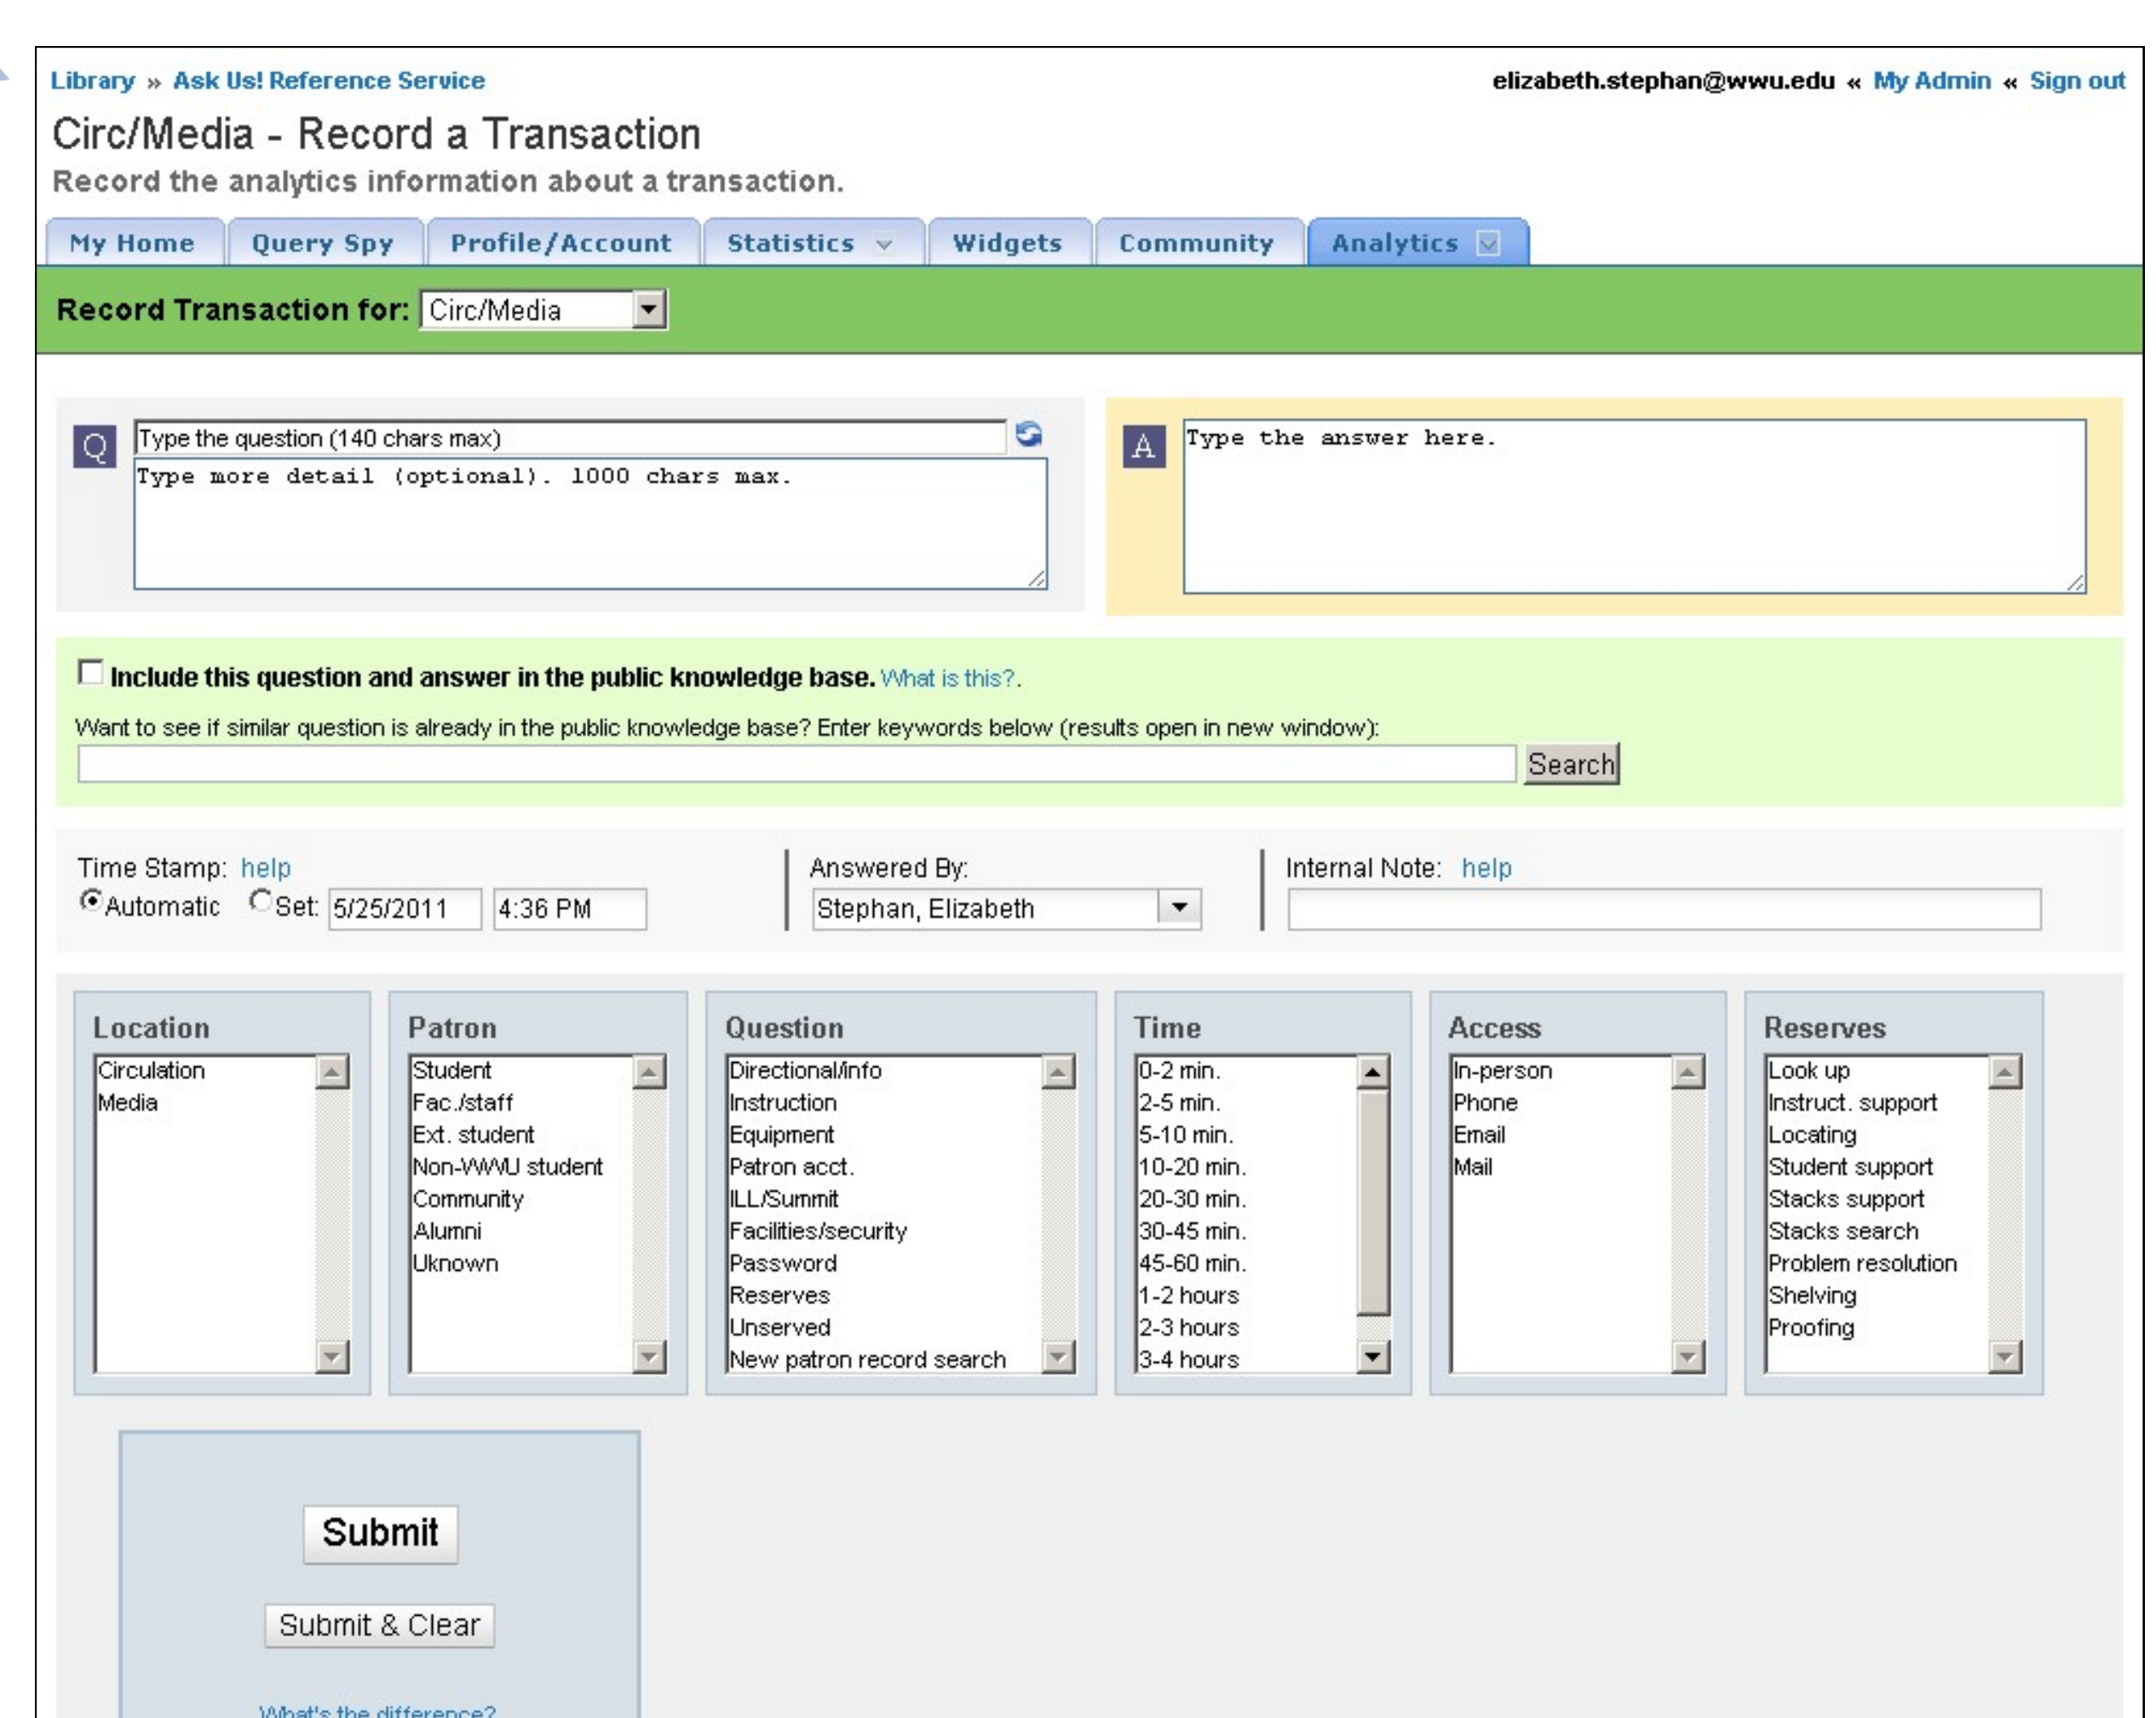 Library » Ask Us! Reference Service
elizabeth.stephan@wwu.edu « My Admin « Sign out
Circ/Media - Record a Transaction
Record the analytics information about a transaction.
My Home Query Spy Profile/Account Statistics Widgets Community Analytics
Record Transaction for: Circ/Media
Q
Type the question (140 chars max)
Type more detail (optional). 1000 chars max.
A
Type the answer here.
Include this question and answer in the public knowledge base. What is this?.
Want to see if similar question is already in the public knowledge base? Enter keywords below (results open in new window):
Search
Time Stamp: help
Automatic Set: 5/25/2011 4:36 PM
Answered By:
Stephan, Elizabeth
Internal Note: help
Location
Circulation
Media
Patron
Student
Fac./staff
Ext. student
Non-WWU student
Community
Alumni
Uknown
Question
Directional/info
Instruction
Equipment
Patron acct.
ILL/Summit
Facilities/security
Password
Reserves
Unserved
New patron record search
Time
0-2 min.
2-5 min.
5-10 min.
10-20 min.
20-30 min.
30-45 min.
45-60 min.
1-2 hours
2-3 hours
3-4 hours
Access
In-person
Phone
Email
Mail
Reserves
Look up
Instruct. support
Locating
Student support
Stacks support
Stacks search
Problem resolution
Shelving
Proofing
Submit
Submit & Clear
What's the difference?